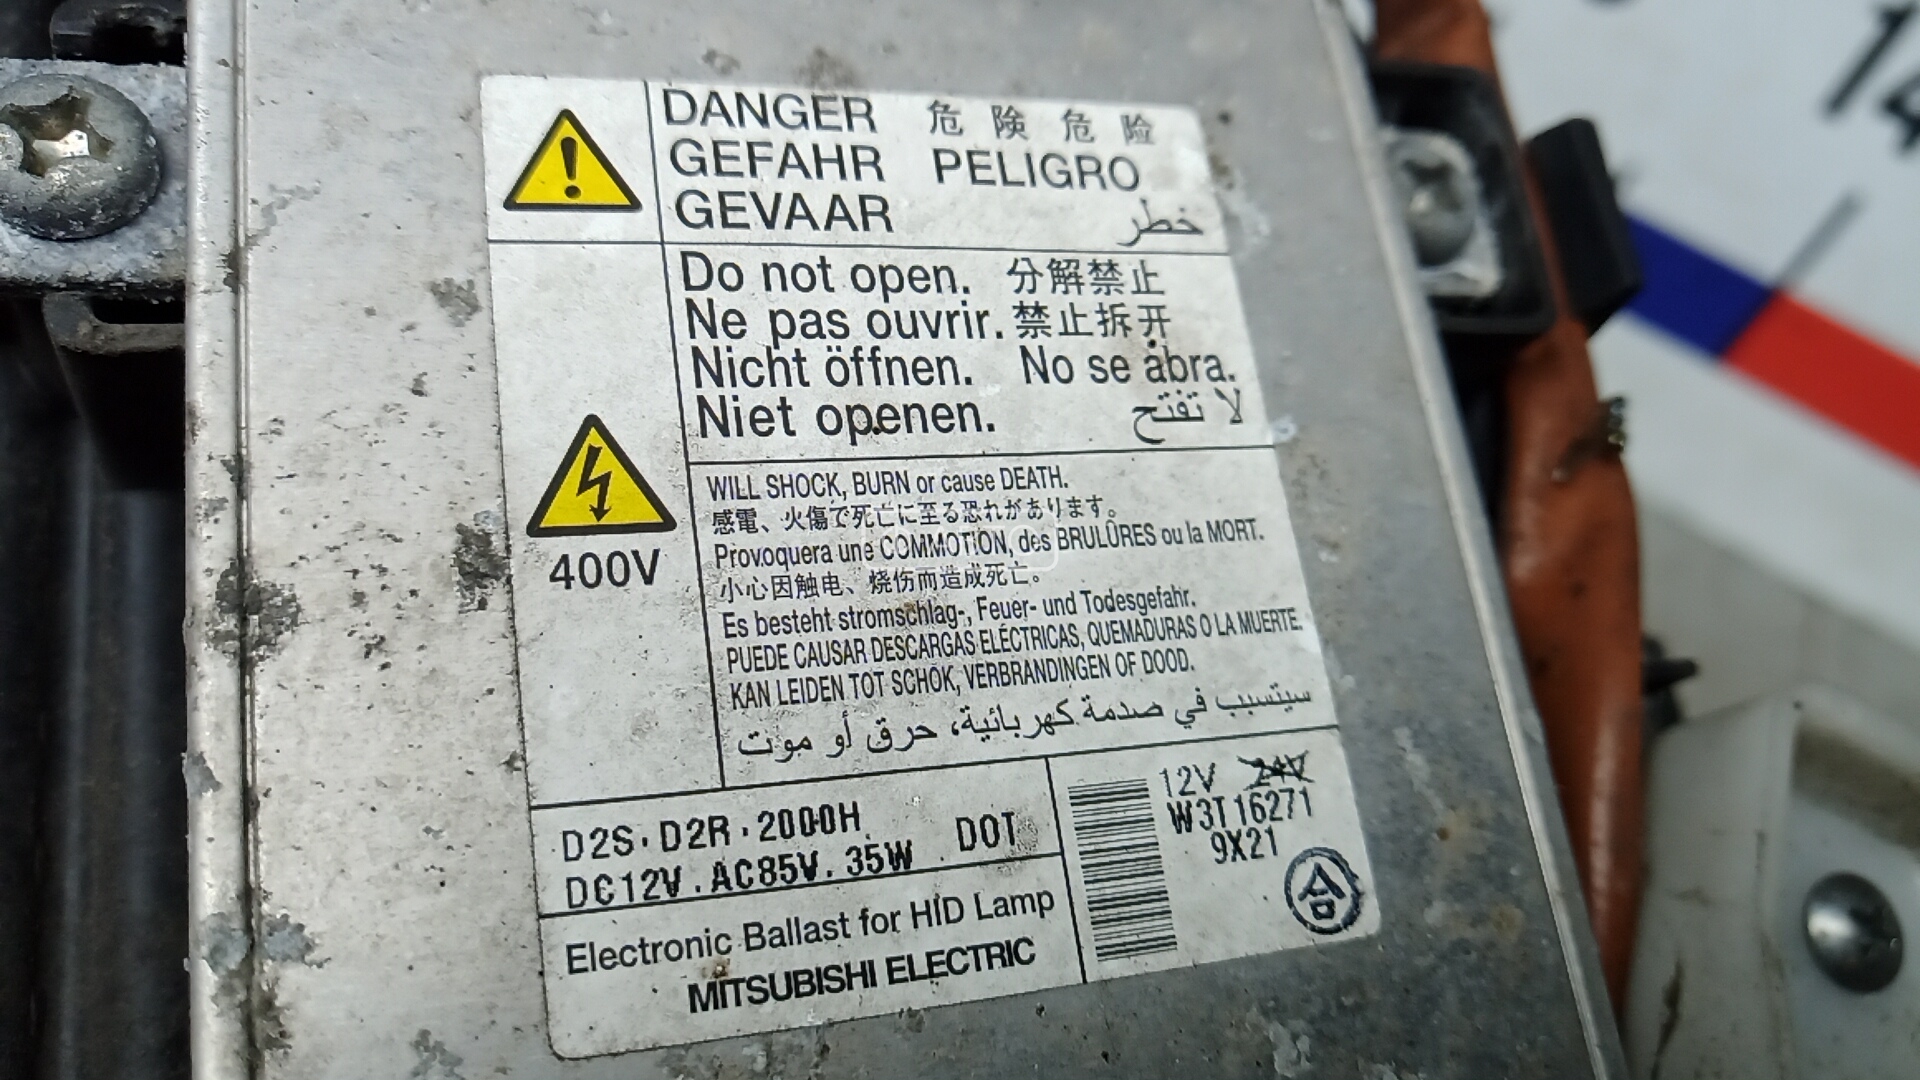 DANGER 危 険 危 险
GEFAHR PELIGRO
GEVAAR خطر
Do not open. 分解禁止
Ne pas ouvrir. 禁止拆开
Nicht öffnen. No se abra.
Niet openen. لا تفتح
WILL SHOCK, BURN or cause DEATH.
感電、火傷で死亡に至る恐れがあります。
Provoquera une COMMOTION, des BRULÛRES ou la MORT.
小心因触电、烧伤而造成死亡。
Es besteht stromschlag-, Feuer- und Todesgefahr.
PUEDE CAUSAR DESCARGAS ELÉCTRICAS, QUEMADURAS O LA MUERTE.
KAN LEIDEN TOT SCHOK, VERBRANDINGEN OF DOOD.
سيتسبب في صدمة كهربائية، حرق أو موت
400V
D2S・D2R・2000H DOT
DC12V.AC85V.35W
Electronic Ballast for HID Lamp
MITSUBISHI ELECTRIC
12V 24V
W3T16271
9X21
合
14